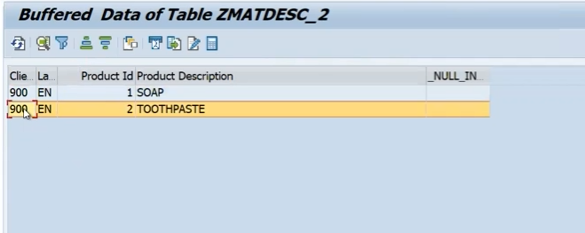 Buffered Data of Table ZMATDESC_2
Clie.. La.. Product Id Product Description _NULL_IN...
900 EN 1 SOAP
900 EN 2 TOOTHPASTE